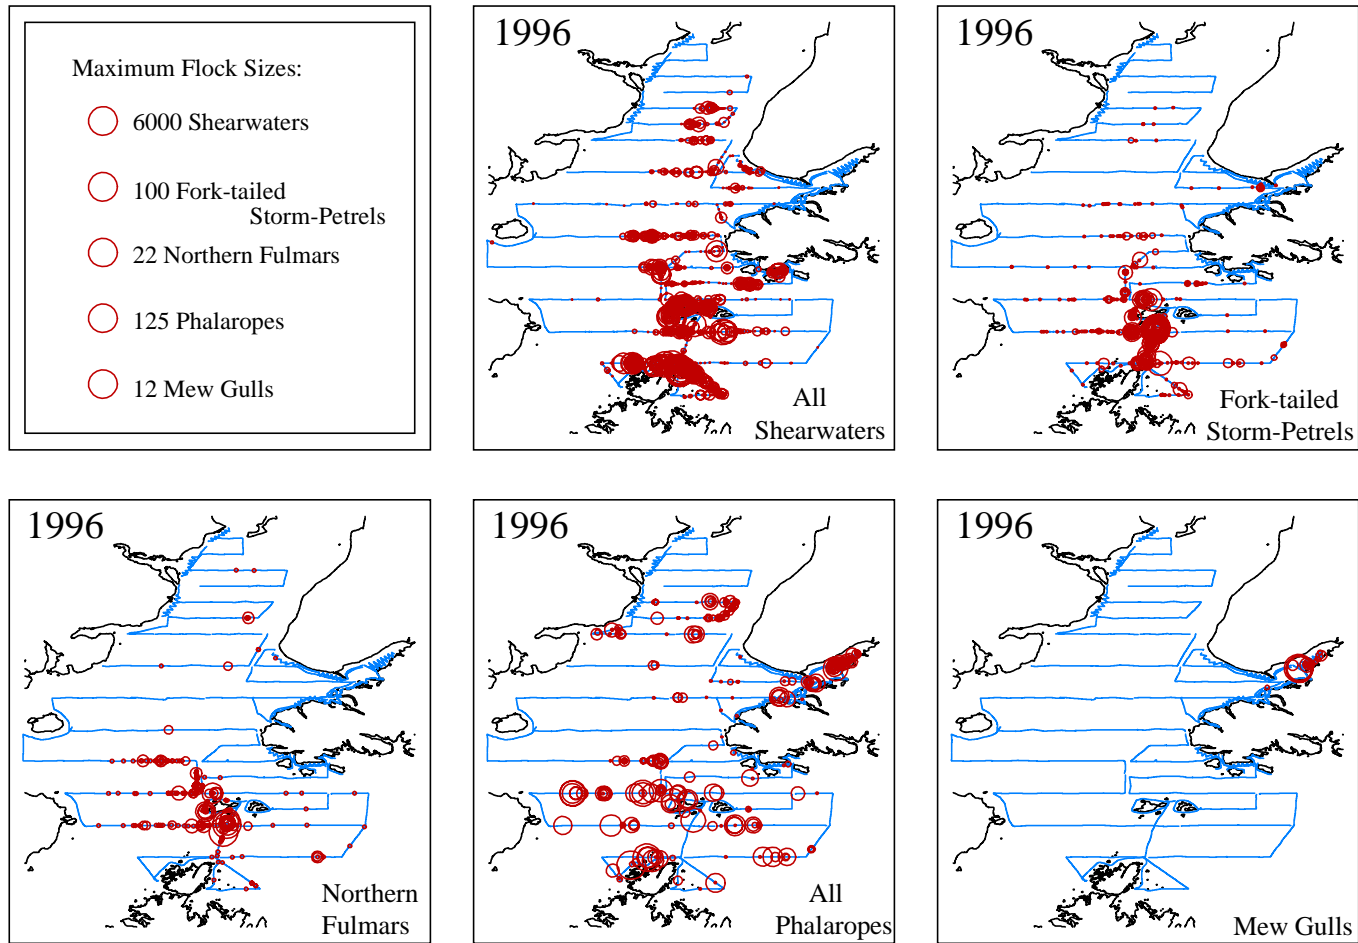 Maximum Flock Sizes:
6000 Shearwaters
100 Fork-tailed
Storm-Petrels
22 Northern Fulmars
125 Phalaropes
12 Mew Gulls
1996
All
Shearwaters
1996
Fork-tailed
Storm-Petrels
1996
Northern
Fulmars
1996
All
Phalaropes
1996
Mew Gulls